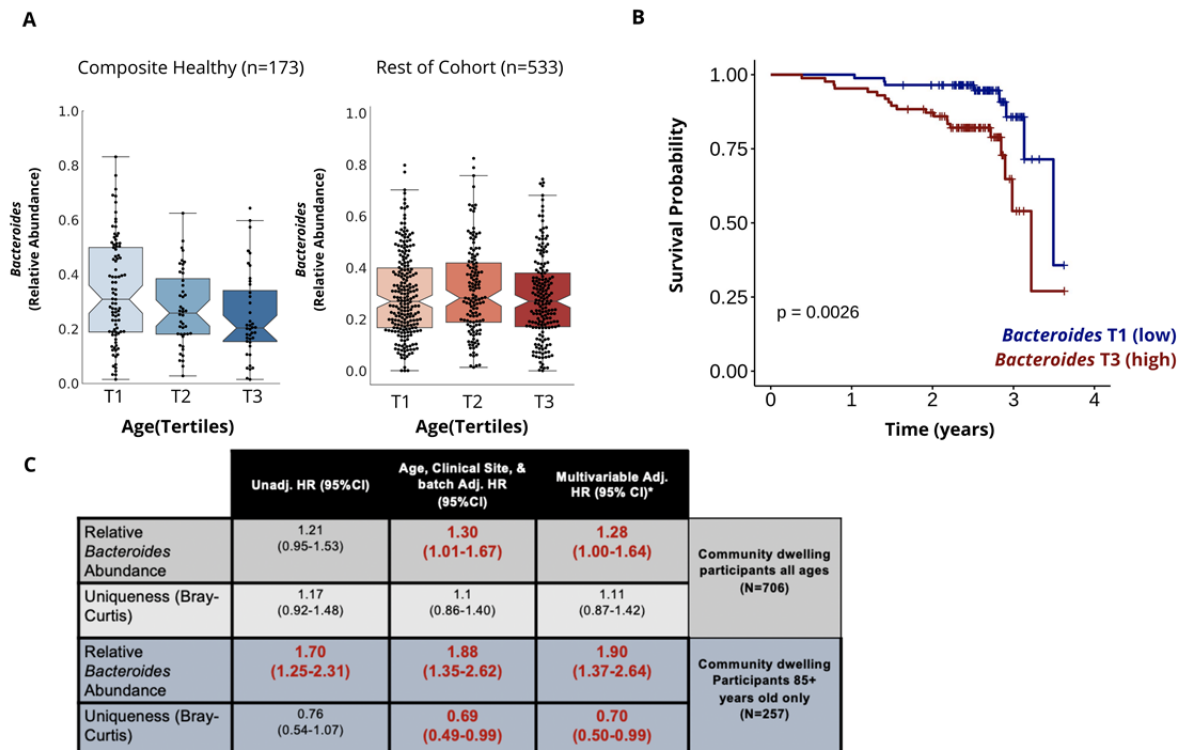 A
Composite Healthy (n=173)
Rest of Cohort (n=533)
Bacteroides
(Relative Abundance)
1.0
0.8
0.6
0.4
0.2
0.0
T1
T2
T3
Age(Tertiles)
Bacteroides
(Relative Abundance)
1.0
0.8
0.6
0.4
0.2
0.0
T1
T2
T3
Age(Tertiles)
B
Survival Probability
1.00
0.75
0.50
0.25
0.00
p = 0.0026
Bacteroides T1 (low)
Bacteroides T3 (high)
0
1
2
3
4
Time (years)
C
Unadj. HR (95%CI)
Age, Clinical Site, &
batch Adj. HR
(95%CI)
Multivariable Adj.
HR (95% CI)*
Relative
Bacteroides
Abundance
1.21
(0.95-1.53)
1.30
(1.01-1.67)
1.28
(1.00-1.64)
Community dwelling
participants all ages
(N=706)
Uniqueness (Bray-
Curtis)
1.17
(0.92-1.48)
1.1
(0.86-1.40)
1.11
(0.87-1.42)
Relative
Bacteroides
Abundance
1.70
(1.25-2.31)
1.88
(1.35-2.62)
1.90
(1.37-2.64)
Community dwelling
Participants 85+
years old only
(N=257)
Uniqueness (Bray-
Curtis)
0.76
(0.54-1.07)
0.69
(0.49-0.99)
0.70
(0.50-0.99)